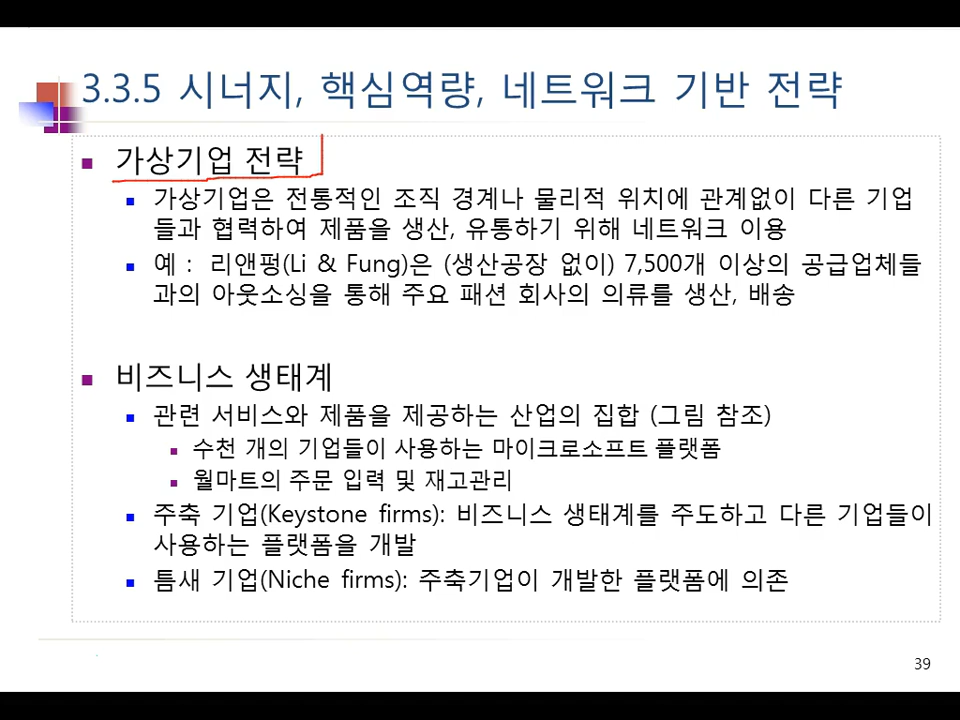 3.3.5 시너지, 핵심역량, 네트워크 기반 전략
가상기업 전략
가상기업은 전통적인 조직 경계나 물리적 위치에 관계없이 다른 기업
들과 협력하여 제품을 생산, 유통하기 위해 네트워크 이용
예 : 리앤펑(Li & Fung)은 (생산공장 없이) 7,500개 이상의 공급업체들
과의 아웃소싱을 통해 주요 패션 회사의 의류를 생산, 배송
비즈니스 생태계
관련 서비스와 제품을 제공하는 산업의 집합 (그림 참조)
수천 개의 기업들이 사용하는 마이크로소프트 플랫폼
월마트의 주문 입력 및 재고관리
주축 기업(Keystone firms): 비즈니스 생태계를 주도하고 다른 기업들이
사용하는 플랫폼을 개발
틈새 기업(Niche firms): 주축기업이 개발한 플랫폼에 의존
39